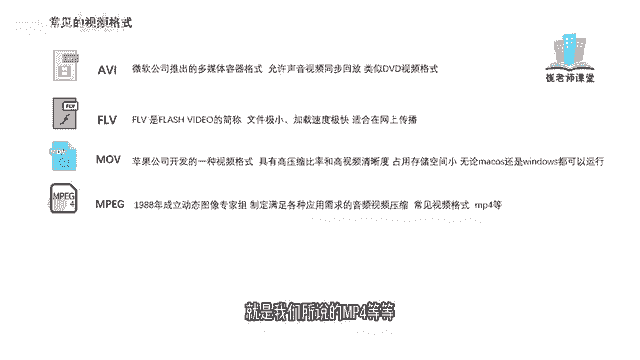 常见的视频格式
崔老师课堂
AVI 微软公司推出的多媒体容器格式 允许声音视频同步回放 类似DVD视频格式
FLV FLV 是FLASH VIDEO的简称 文件极小、加载速度极快 适合在网上传播
MOV 苹果公司开发的一种视频格式 具有高压缩比率和高视频清晰度 占用存储空间小 无论macos还是windows都可以运行
MPEG 4 MPEG 1988年成立动态图像专家组 制定满足各种应用需求的音频视频压缩 常见视频格式 mp4等
就是我们所说的MP4等等